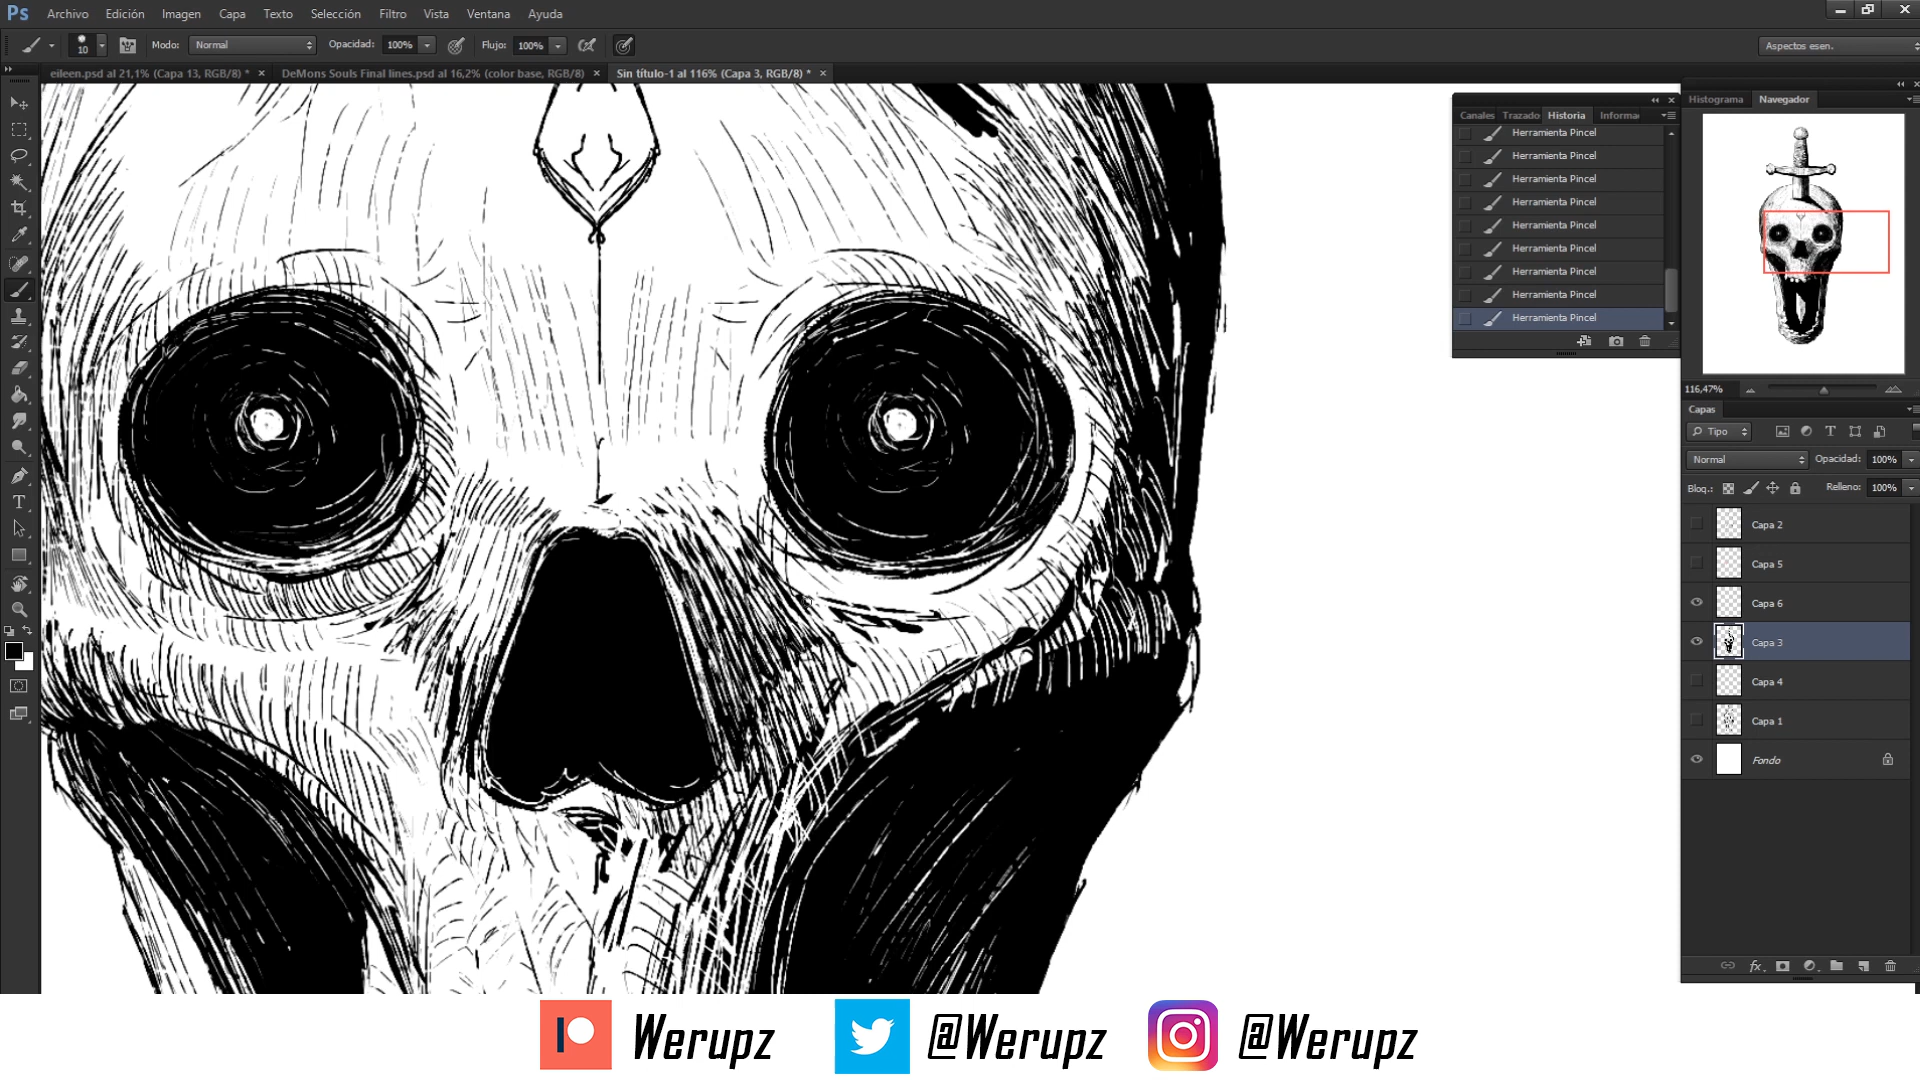 Ps Archivo Edición Imagen Capa Texto Selección Filtro Vista Ventana Ayuda
10 Modo: Normal Opacidad: 100% Flujo: 100% Aspectos esen.
eileen.psd al 21,1% (Capa 13, RGB/8) * × DeMons Souls Final lines.psd al 16,2% (color base, RGB/8) × Sin título-1 al 116% (Capa 3, RGB/8) * ×
Canales Trazado Historia Informa
Herramienta Pincel
Herramienta Pincel
Herramienta Pincel
Herramienta Pincel
Herramienta Pincel
Herramienta Pincel
Herramienta Pincel
Herramienta Pincel
Herramienta Pincel
Histograma Navegador
116,47%
Capas
Tipo
Normal Opacidad: 100%
Bloq.: Relleno: 100%
Capa 2
Capa 5
Capa 6
Capa 3
Capa 4
Capa 1
Fondo
fx
Werupz @Werupz @Werupz